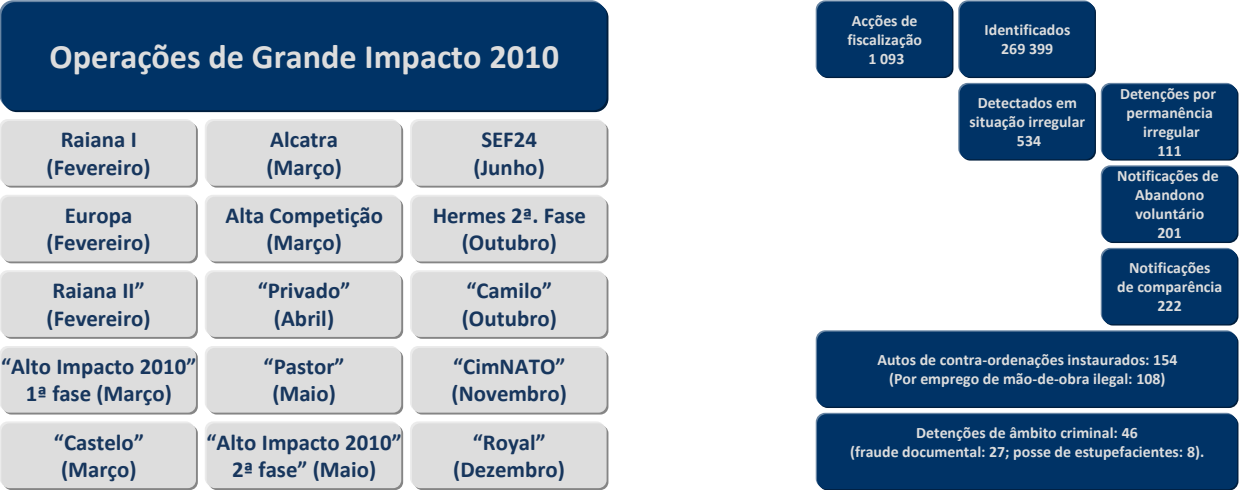 Operações de Grande Impacto 2010
Raiana I
(Fevereiro)
Alcatra
(Março)
SEF24
(Junho)
Europa
(Fevereiro)
Alta Competição
(Março)
Hermes 2ª. Fase
(Outubro)
Raiana II”
(Fevereiro)
“Privado”
(Abril)
“Camilo”
(Outubro)
“Alto Impacto 2010”
1ª fase (Março)
“Pastor”
(Maio)
“CimNATO”
(Novembro)
“Castelo”
(Março)
“Alto Impacto 2010”
2ª fase” (Maio)
“Royal”
(Dezembro)
Acções de
fiscalização
1 093
Identificados
269 399
Detectados em
situação irregular
534
Detenções por
permanência
irregular
111
Notificações de
Abandono
voluntário
201
Notificações
de comparência
222
Autos de contra-ordenações instaurados: 154
(Por emprego de mão-de-obra ilegal: 108)
Detenções de âmbito criminal: 46
(fraude documental: 27; posse de estupefacientes: 8).